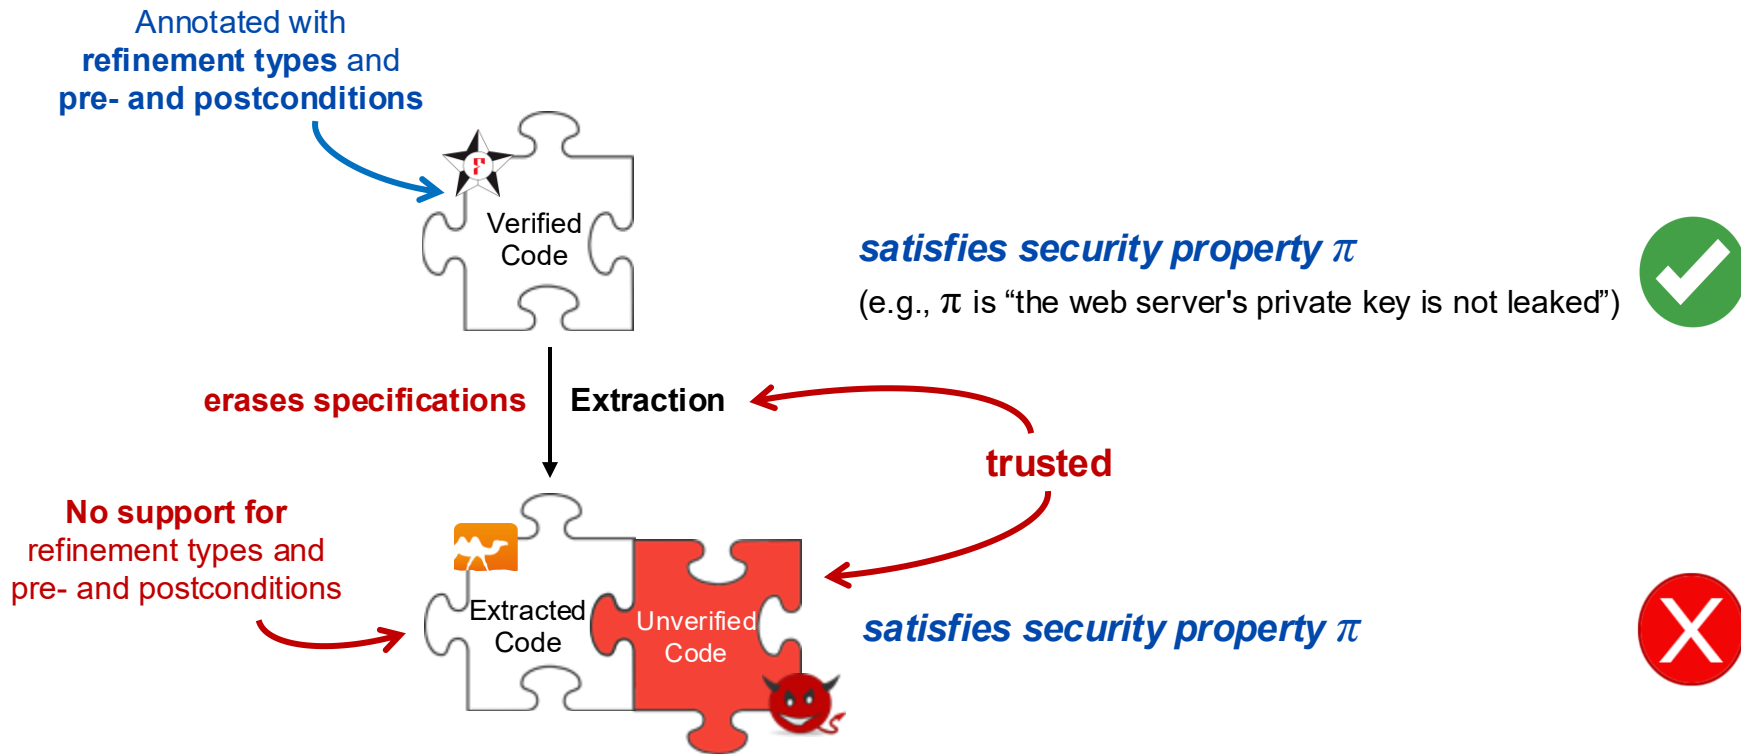 Annotated with
refinement types and
pre- and postconditions
F
Verified
Code
satisfies security property π
(e.g., π is “the web server's private key is not leaked”)
erases specifications
Extraction
trusted
No support for
refinement types and
pre- and postconditions
Extracted
Code
Unverified
Code
satisfies security property π
X